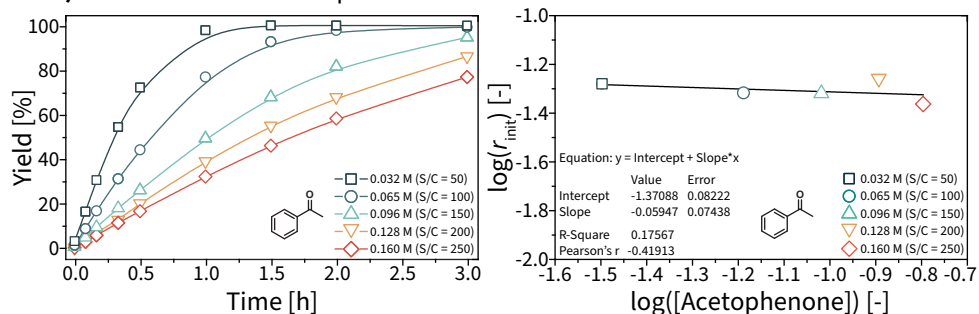 100
80
60
40
20
0
Yield [%]
0.0 0.5 1.0 1.5 2.0 2.5 3.0
Time [h]
O
0.032 M (S/C = 50)
0.065 M (S/C = 100)
0.096 M (S/C = 150)
0.128 M (S/C = 200)
0.160 M (S/C = 250)
-1.0
-1.2
-1.4
-1.6
-1.8
-2.0
log(r_init) [-]
-1.6 -1.5 -1.4 -1.3 -1.2 -1.1 -1.0 -0.9 -0.8 -0.7
log([Acetophenone]) [-]
Equation: y = Intercept + Slope*x
Value Error
Intercept -1.37088 0.08222
Slope -0.05947 0.07438
R-Square 0.17567
Pearson's r -0.41913
O
0.032 M (S/C = 50)
0.065 M (S/C = 100)
0.096 M (S/C = 150)
0.128 M (S/C = 200)
0.160 M (S/C = 250)